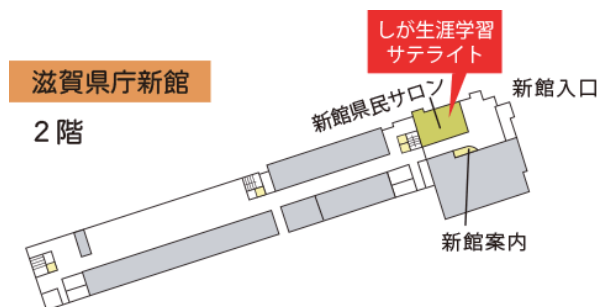 しが生涯学習
サテライト
滋賀県庁新館
2階
新館県民サロン
新館入口
新館案内